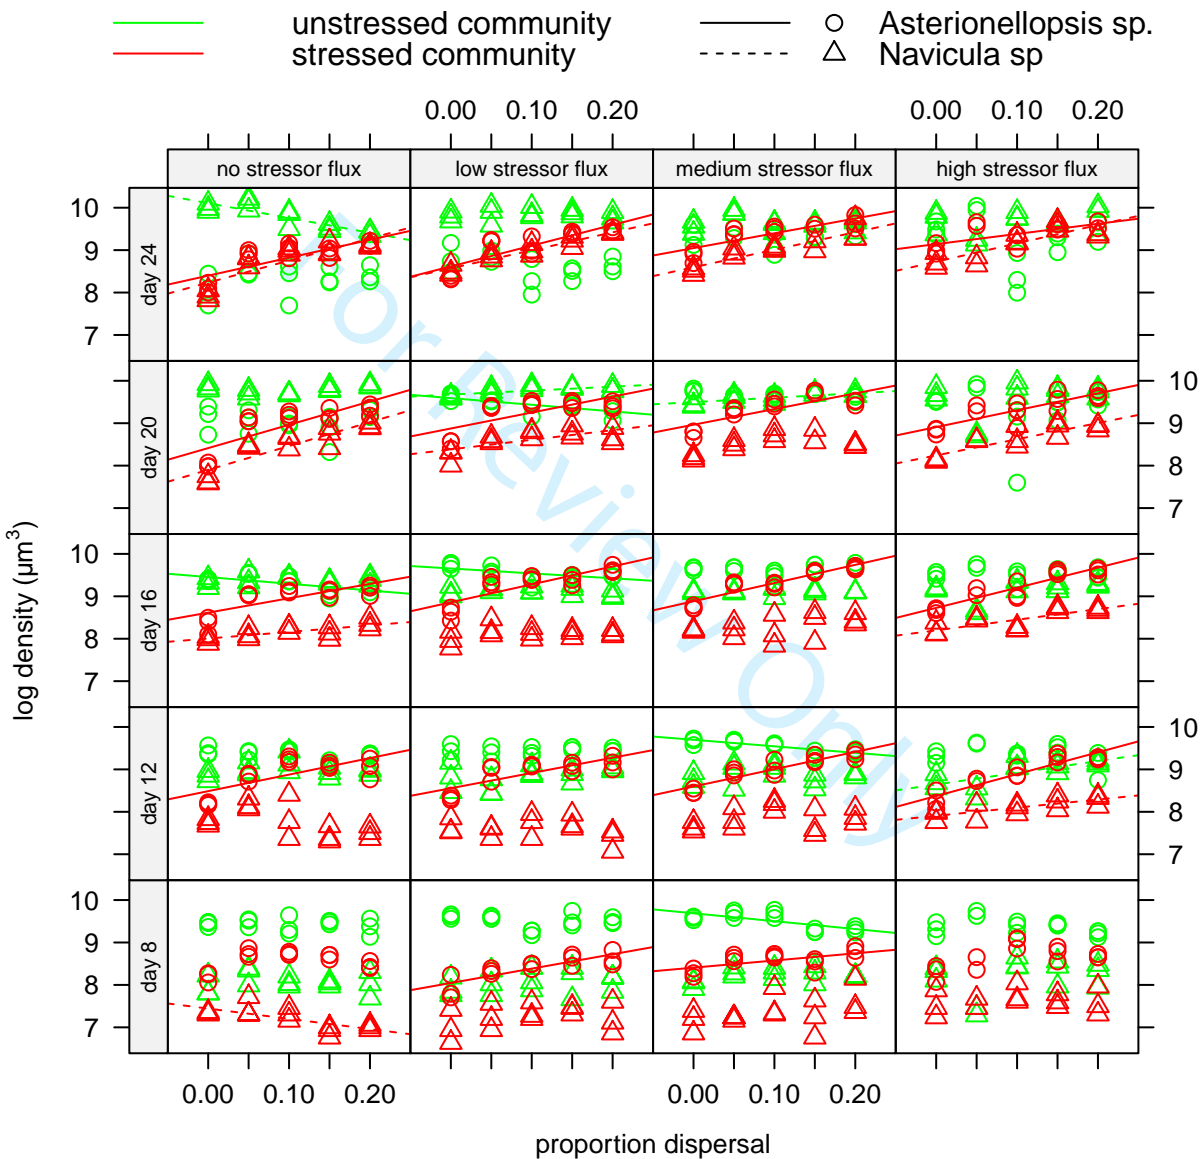 unstressed community
stressed community
Asterionellopsis sp.
Navicula sp
0.00 0.10 0.20 0.00 0.10 0.20
no stressor flux low stressor flux medium stressor flux high stressor flux
day 24
10
9
8
7
day 20
10
9
8
7
day 16
10
9
8
7
day 12
10
9
8
7
day 8
10
9
8
7
0.00 0.10 0.20 0.00 0.10 0.20
log density (µm³)
proportion dispersal
For Review Only